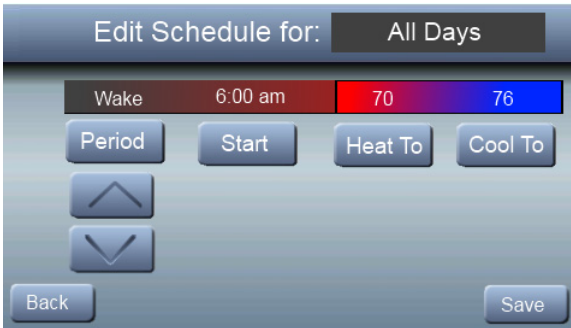 Edit Schedule for: All Days
Wake 6:00 am 70 76
Period Start Heat To Cool To
Back Save